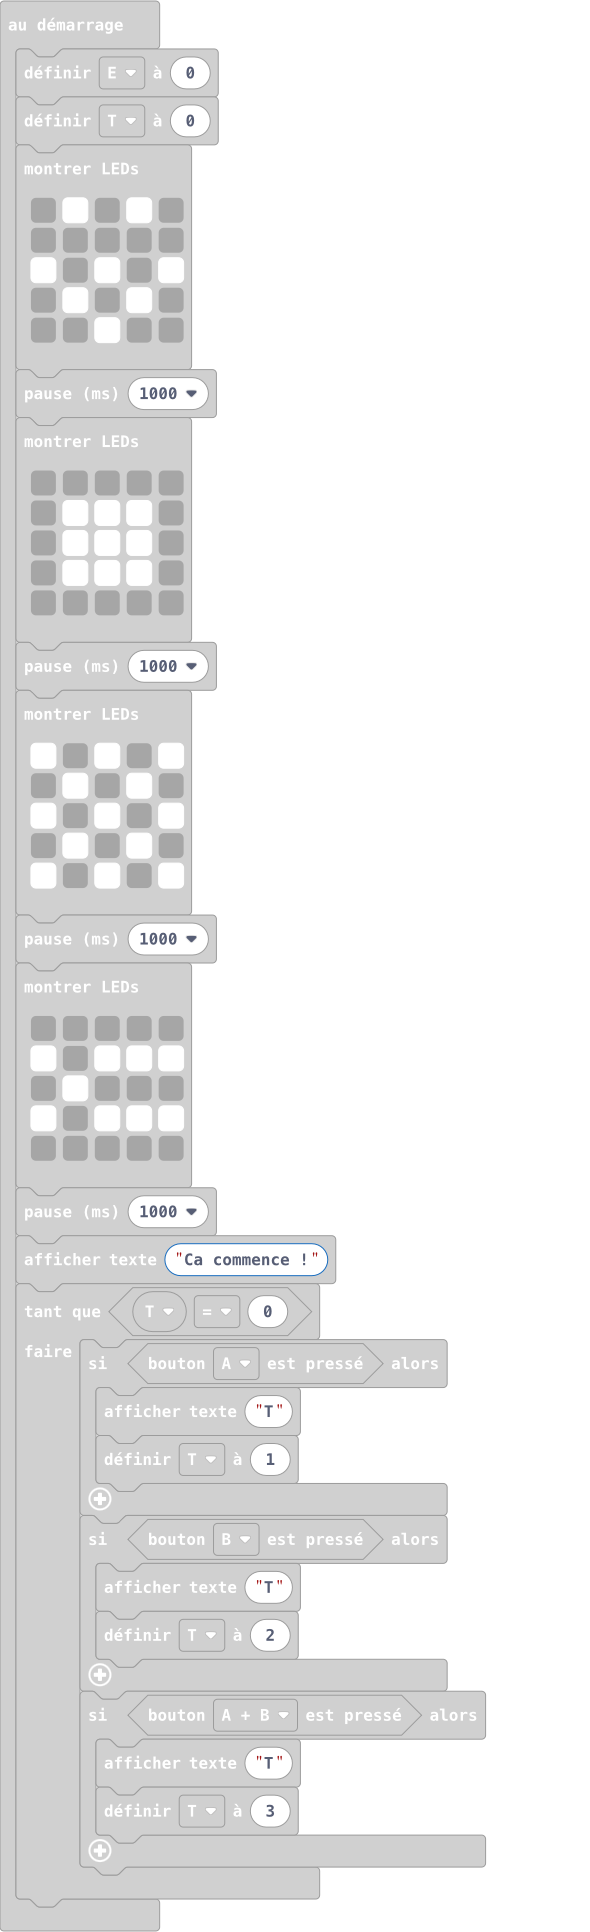 au démarrage
définir E à 0
définir T à 0
montrer LEDs
pause (ms) 1000
montrer LEDs
pause (ms) 1000
montrer LEDs
pause (ms) 1000
montrer LEDs
pause (ms) 1000
afficher texte "Ca commence !"
tant que T = 0
faire
si bouton A est pressé alors
afficher texte "T"
définir T à 1
si bouton B est pressé alors
afficher texte "T"
définir T à 2
si bouton A + B est pressé alors
afficher texte "T"
définir T à 3